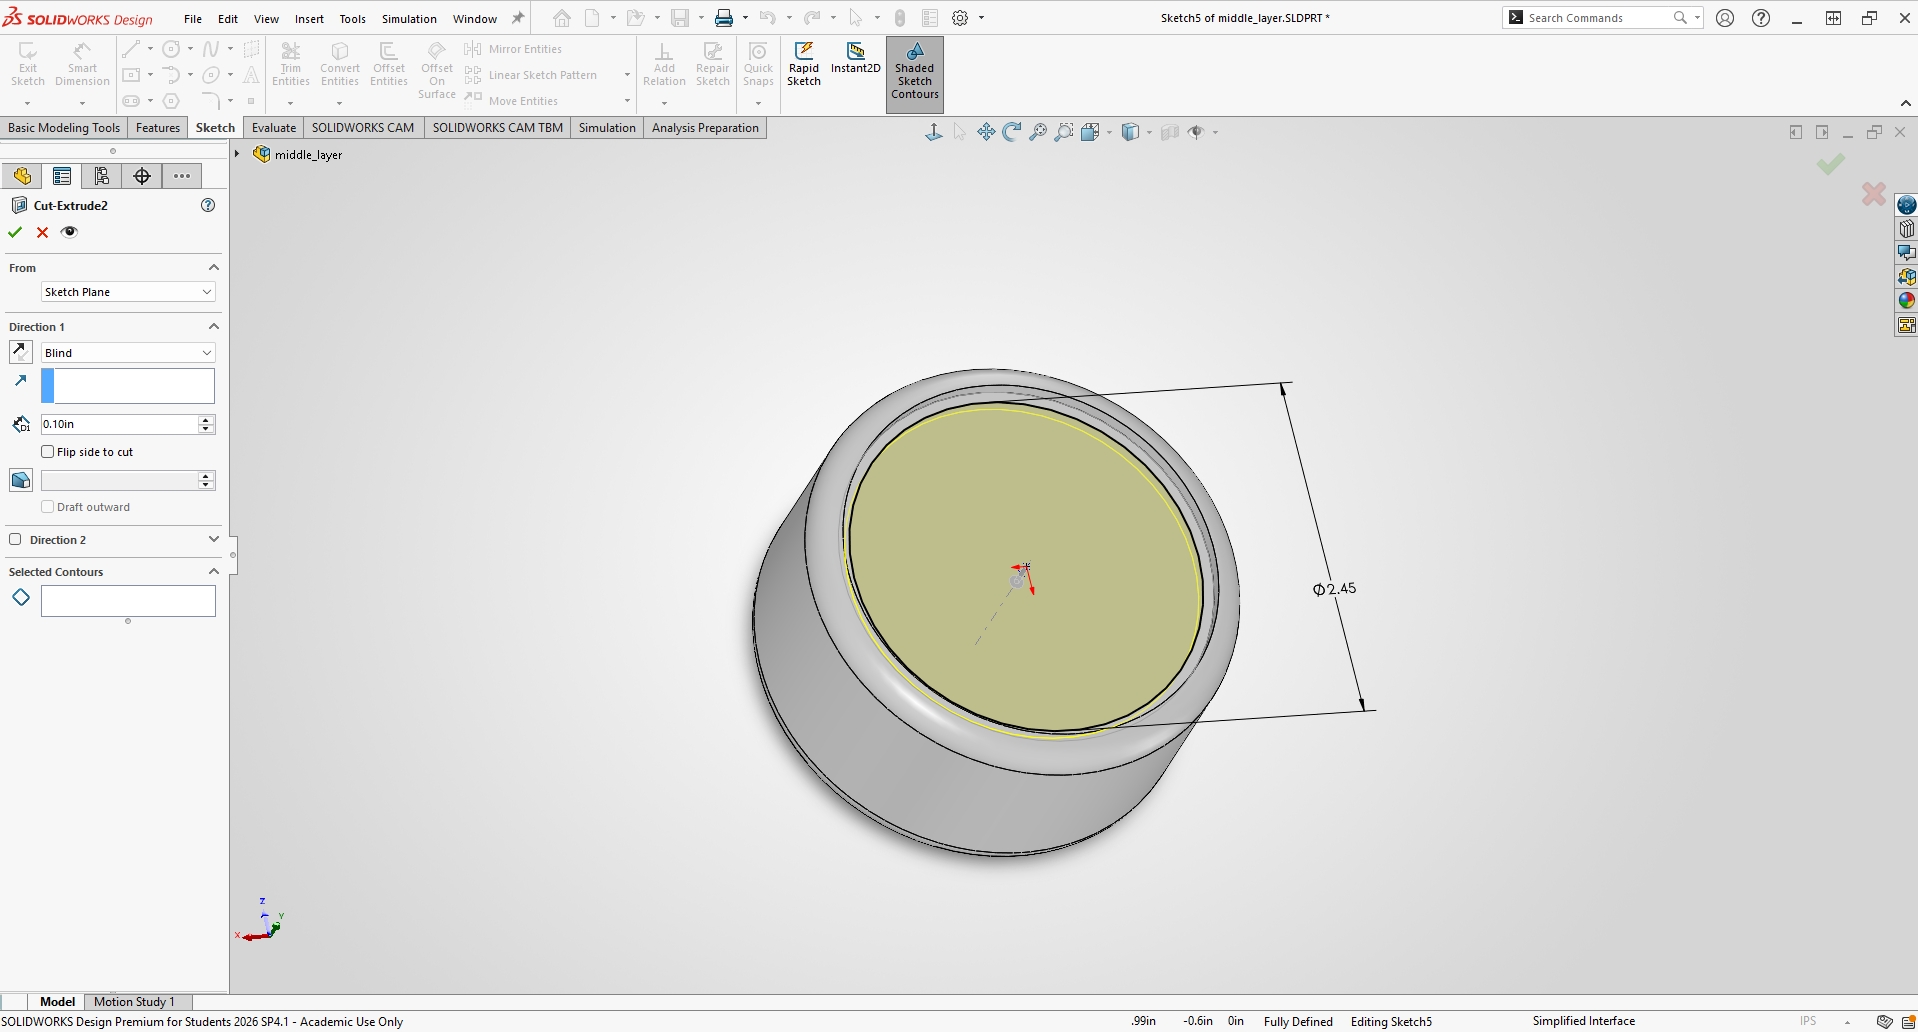 SOLIDWORKS Design
File Edit View Insert Tools Simulation Window
Sketch5 of middle_layer.SLDPRT *
Search Commands
Exit Sketch
Smart Dimension
Trim Entities
Convert Entities
Offset Entities
Offset On Surface
Mirror Entities
Linear Sketch Pattern
Move Entities
Add Relation
Repair Sketch
Quick Snaps
Rapid Sketch
Instant2D
Shaded Sketch Contours
Basic Modeling Tools Features Sketch Evaluate SOLIDWORKS CAM SOLIDWORKS CAM TBM Simulation Analysis Preparation
middle_layer
Cut-Extrude2
From
Sketch Plane
Direction 1
Blind
D1
0.10in
Flip side to cut
Draft outward
Direction 2
Selected Contours
Ø2.45
Z
Y
X
Model Motion Study 1
SOLIDWORKS Design Premium for Students 2026 SP4.1 - Academic Use Only
.99in -0.6in 0in Fully Defined Editing Sketch5 Simplified Interface IPS